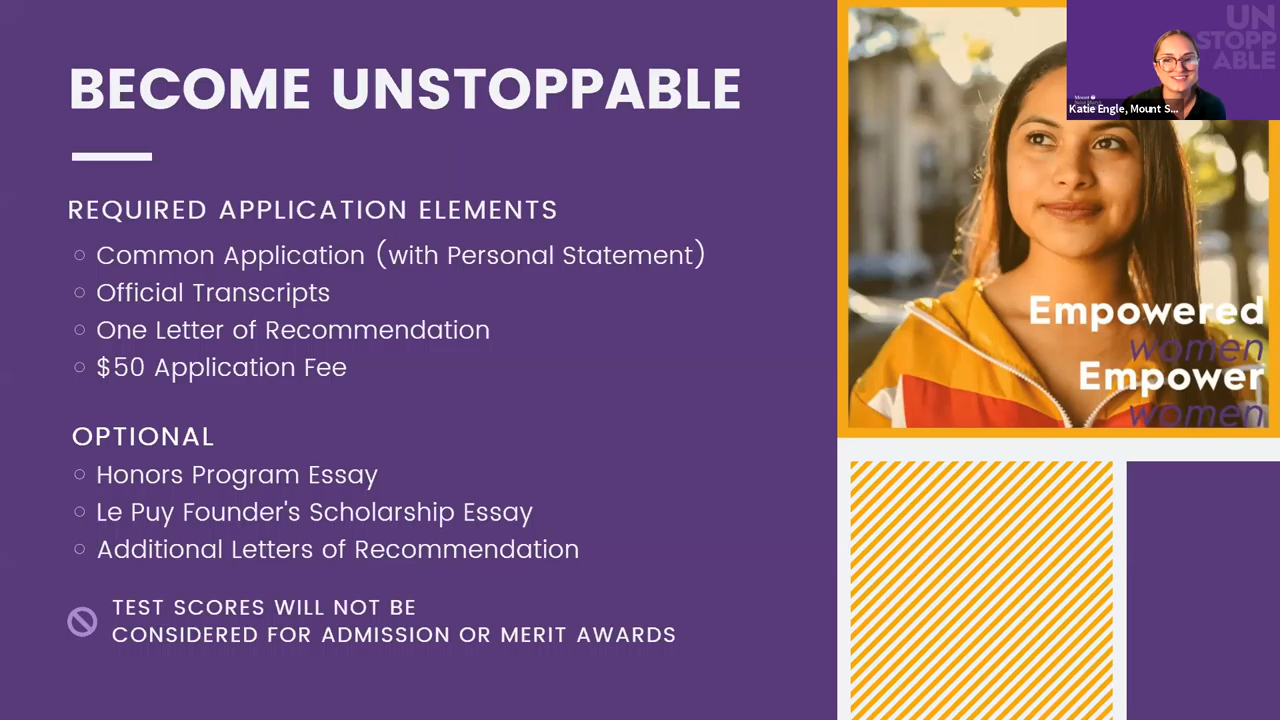 BECOME UNSTOPPABLE
REQUIRED APPLICATION ELEMENTS
Common Application (with Personal Statement)
Official Transcripts
One Letter of Recommendation
$50 Application Fee
OPTIONAL
Honors Program Essay
Le Puy Founder's Scholarship Essay
Additional Letters of Recommendation
TEST SCORES WILL NOT BE
CONSIDERED FOR ADMISSION OR MERIT AWARDS
UN
STOPP
ABLE
Mount
Katie Engle, Mount S...
Empowered
women
Empower
women